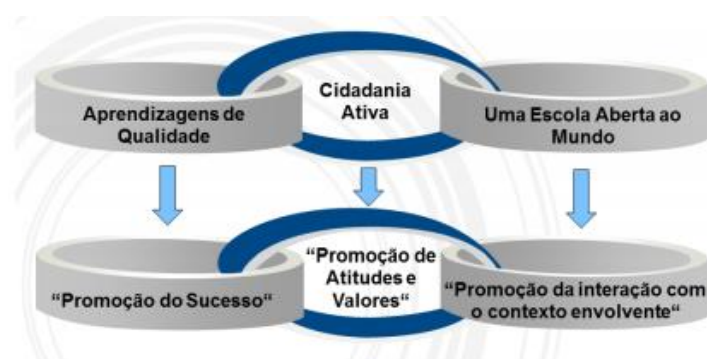 Aprendizagens de
Qualidade
Cidadania
Ativa
Uma Escola Aberta ao
Mundo
“Promoção do Sucesso“
“Promoção de
Atitudes e
Valores“
“Promoção da interação com
o contexto envolvente“